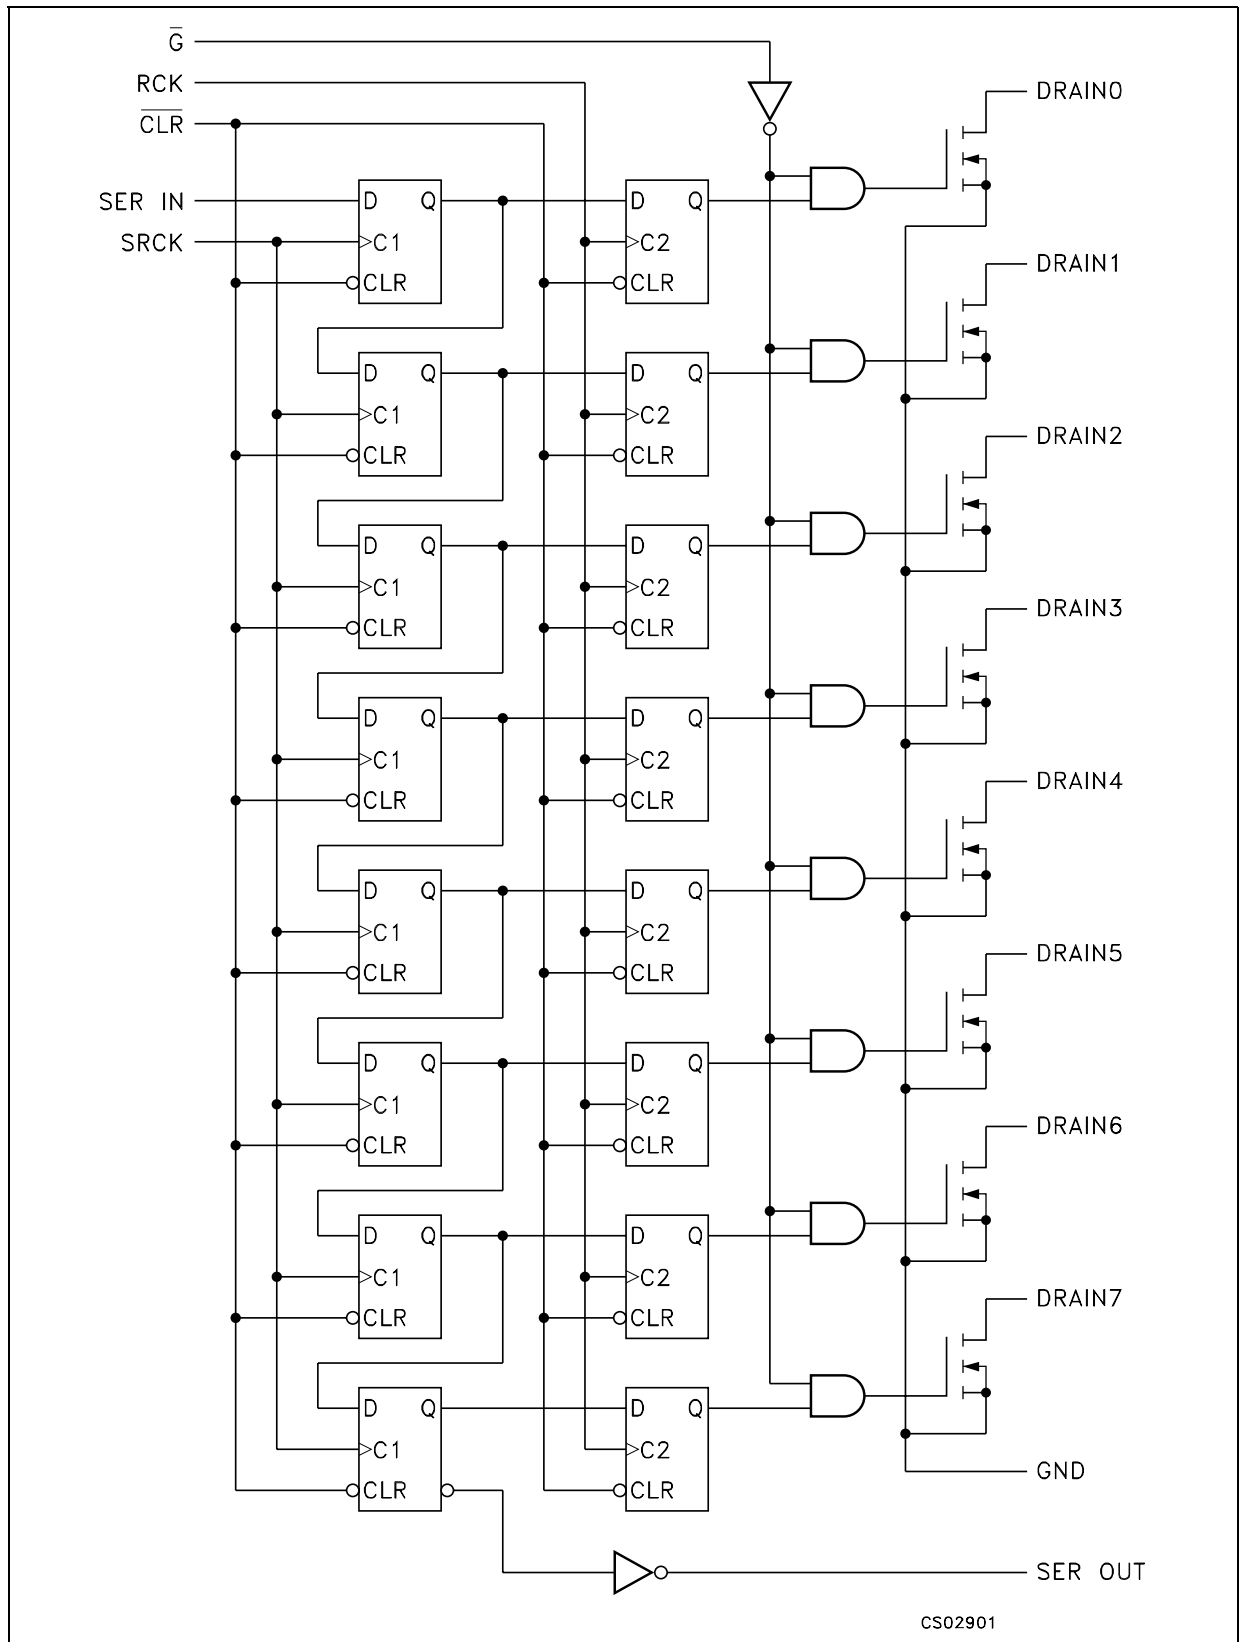 G̅
RCK
C̅L̅R̅
DRAIN0
SER IN
D Q D Q
SRCK
C1 C2
DRAIN1
CLR CLR
D Q D Q
C1 C2
DRAIN2
CLR CLR
D Q D Q
C1 C2
DRAIN3
CLR CLR
D Q D Q
C1 C2
DRAIN4
CLR CLR
D Q D Q
C1 C2
DRAIN5
CLR CLR
D Q D Q
C1 C2
DRAIN6
CLR CLR
D Q D Q
C1 C2
DRAIN7
CLR CLR
D Q D Q
C1 C2
GND
CLR CLR
SER OUT
CS02901